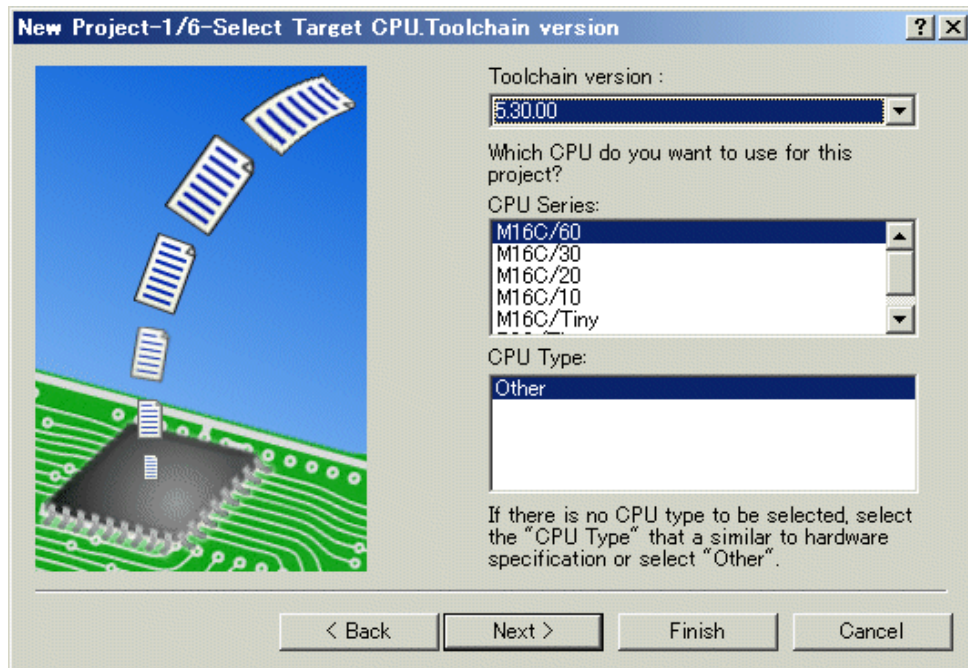 New Project-1/6-Select Target CPU.Toolchain version
Toolchain version :
5.30.00
Which CPU do you want to use for this
project?
CPU Series:
M16C/60
M16C/30
M16C/20
M16C/10
M16C/Tiny
CPU Type:
Other
If there is no CPU type to be selected, select
the "CPU Type" that a similar to hardware
specification or select "Other".
< Back
Next >
Finish
Cancel